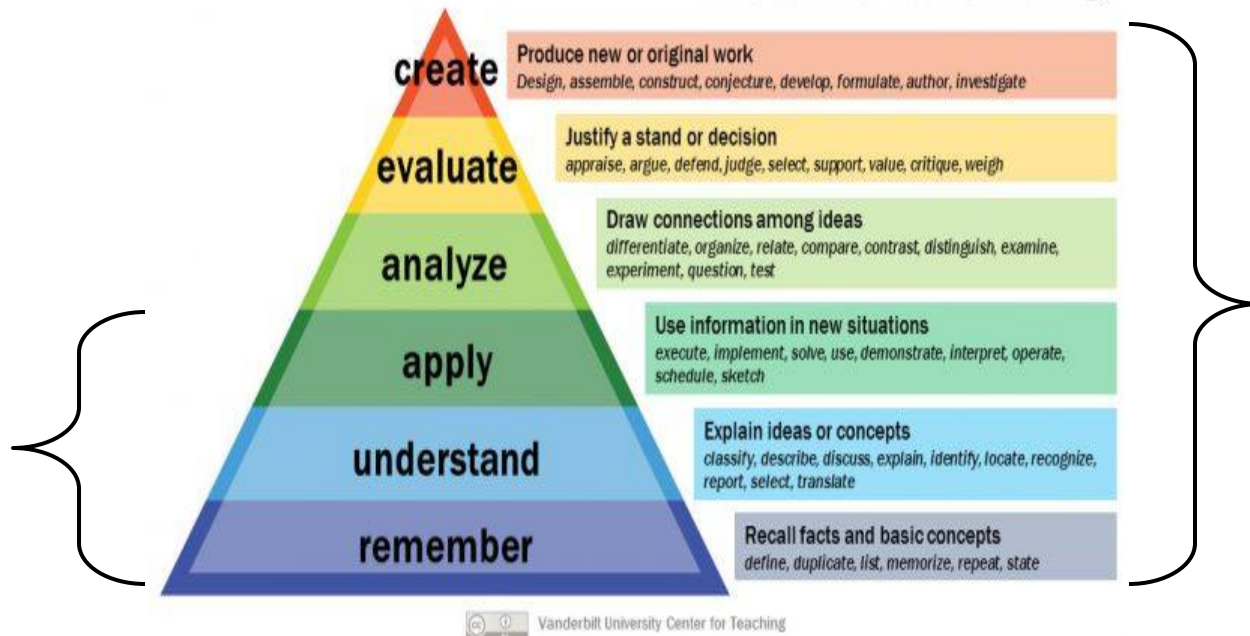 create
Produce new or original work
Design, assemble, construct, conjecture, develop, formulate, author, investigate
evaluate
Justify a stand or decision
appraise, argue, defend, judge, select, support, value, critique, weigh
analyze
Draw connections among ideas
differentiate, organize, relate, compare, contrast, distinguish, examine,
experiment, question, test
apply
Use information in new situations
execute, implement, solve, use, demonstrate, interpret, operate,
schedule, sketch
understand
Explain ideas or concepts
classify, describe, discuss, explain, identify, locate, recognize,
report, select, translate
remember
Recall facts and basic concepts
define, duplicate, list, memorize, repeat, state
cc
Vanderbilt University Center for Teaching